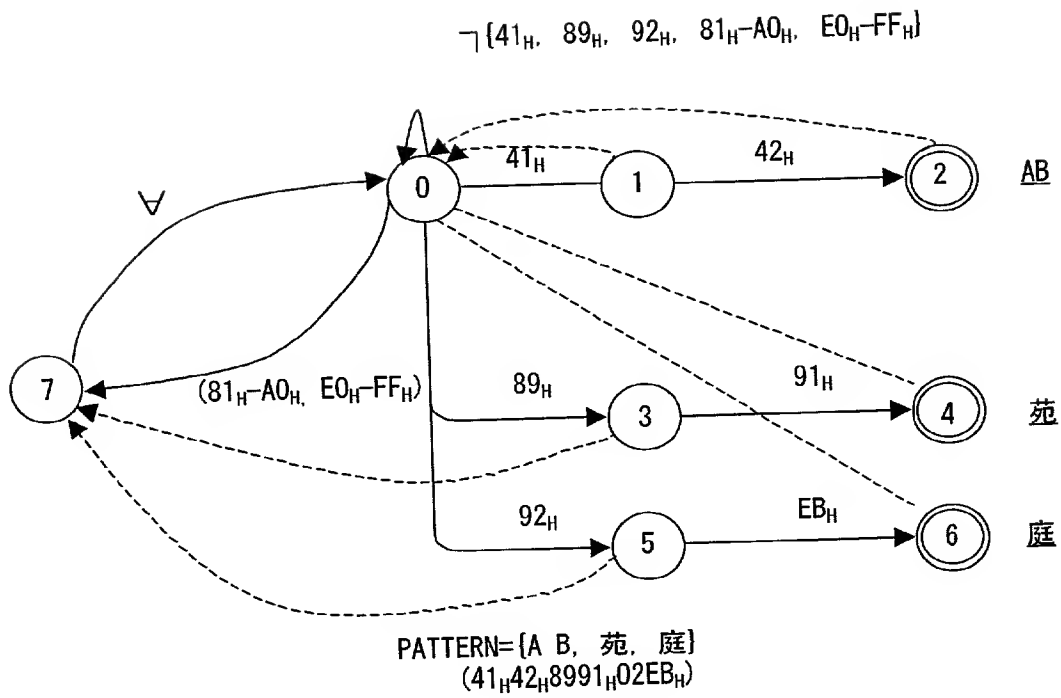 ¬{41H, 89H, 92H, 81H-A0H, E0H-FFH}
41H
42H
0
1
2
AB
∀
7
(81H-A0H, E0H-FFH)
89H
91H
3
4
苑
92H
EBH
5
6
庭
PATTERN={A B, 苑, 庭}
(41H42H8991H02EBH)